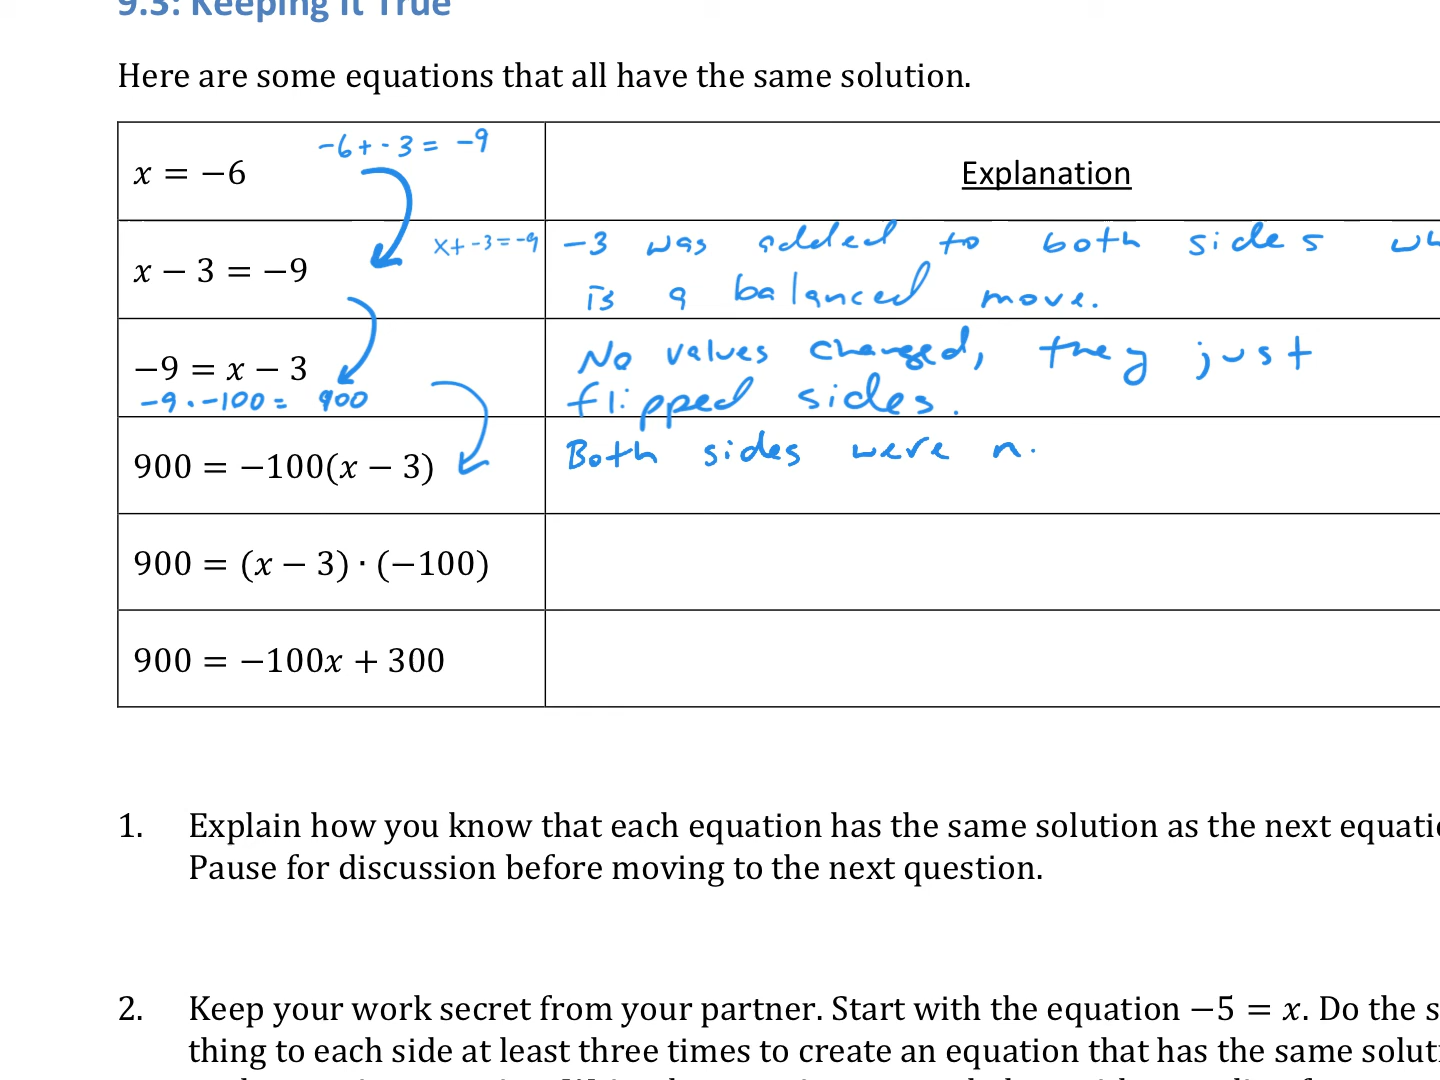 9.3: Keeping It True
Here are some equations that all have the same solution.
x = −6
-6 + -3 = -9
Explanation
x − 3 = −9
x + -3 = -9
-3 was added to both sides
is a balanced move.
−9 = x − 3
-9 · -100 = 900
No values changed, they just
flipped sides.
900 = −100(x − 3)
Both sides were
900 = (x − 3) · (−100)
900 = −100x + 300
1. Explain how you know that each equation has the same solution as the next
Pause for discussion before moving to the next question.
2. Keep your work secret from your partner. Start with the equation −5 = x. Do the
thing to each side at least three times to create an equation that has the same